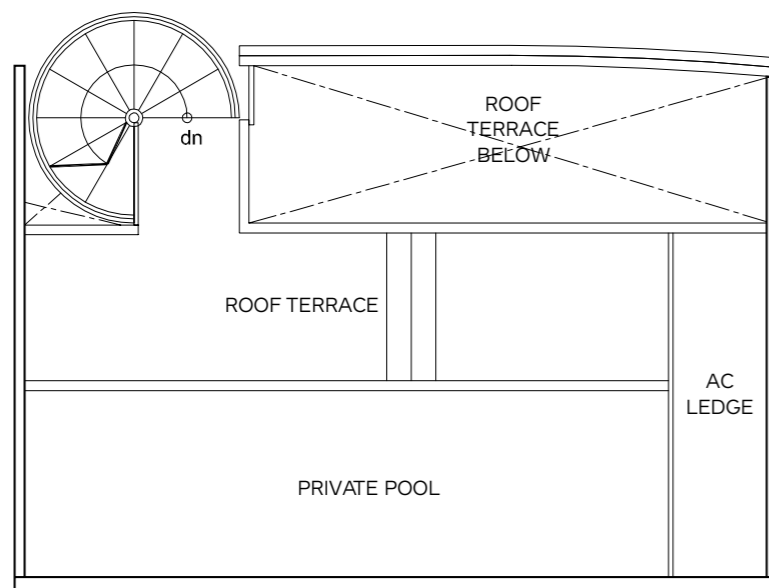 ROOF
TERRACE
BELOW
dn
ROOF TERRACE
AC
LEDGE
PRIVATE POOL